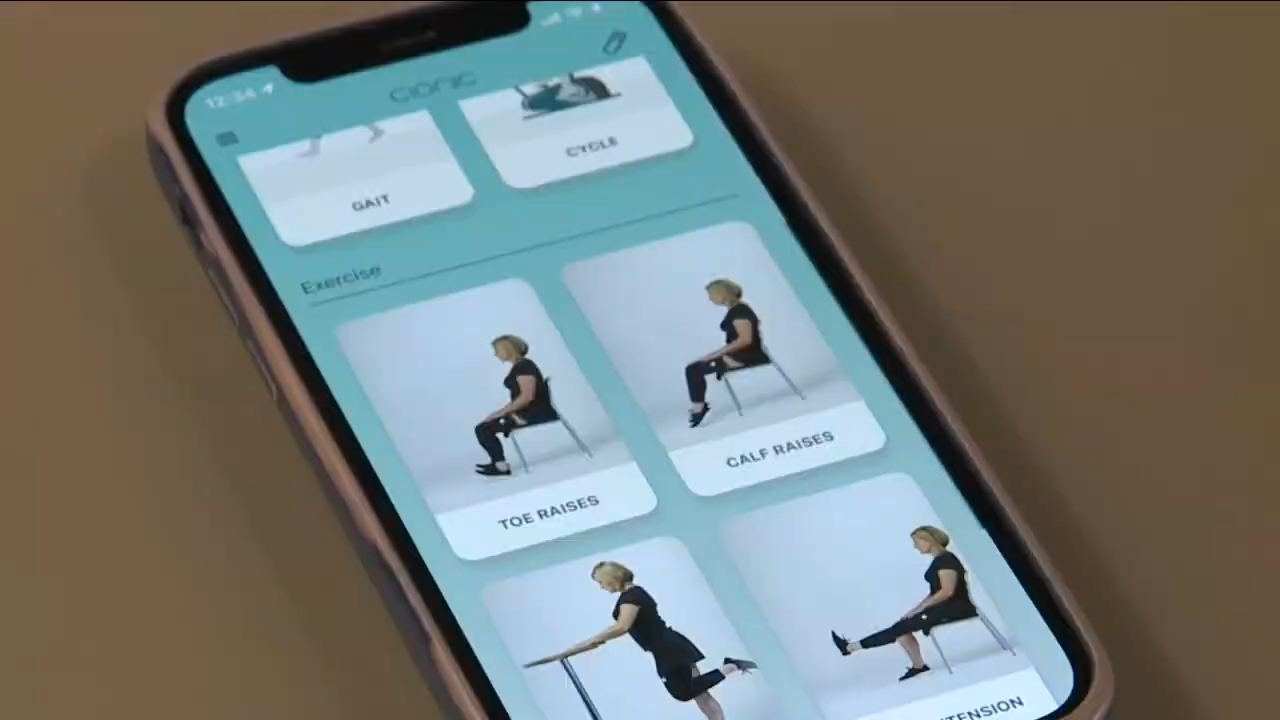 12:34
cionic
GAIT
CYCLE
Exercise
TOE RAISES
CALF RAISES
TENSION